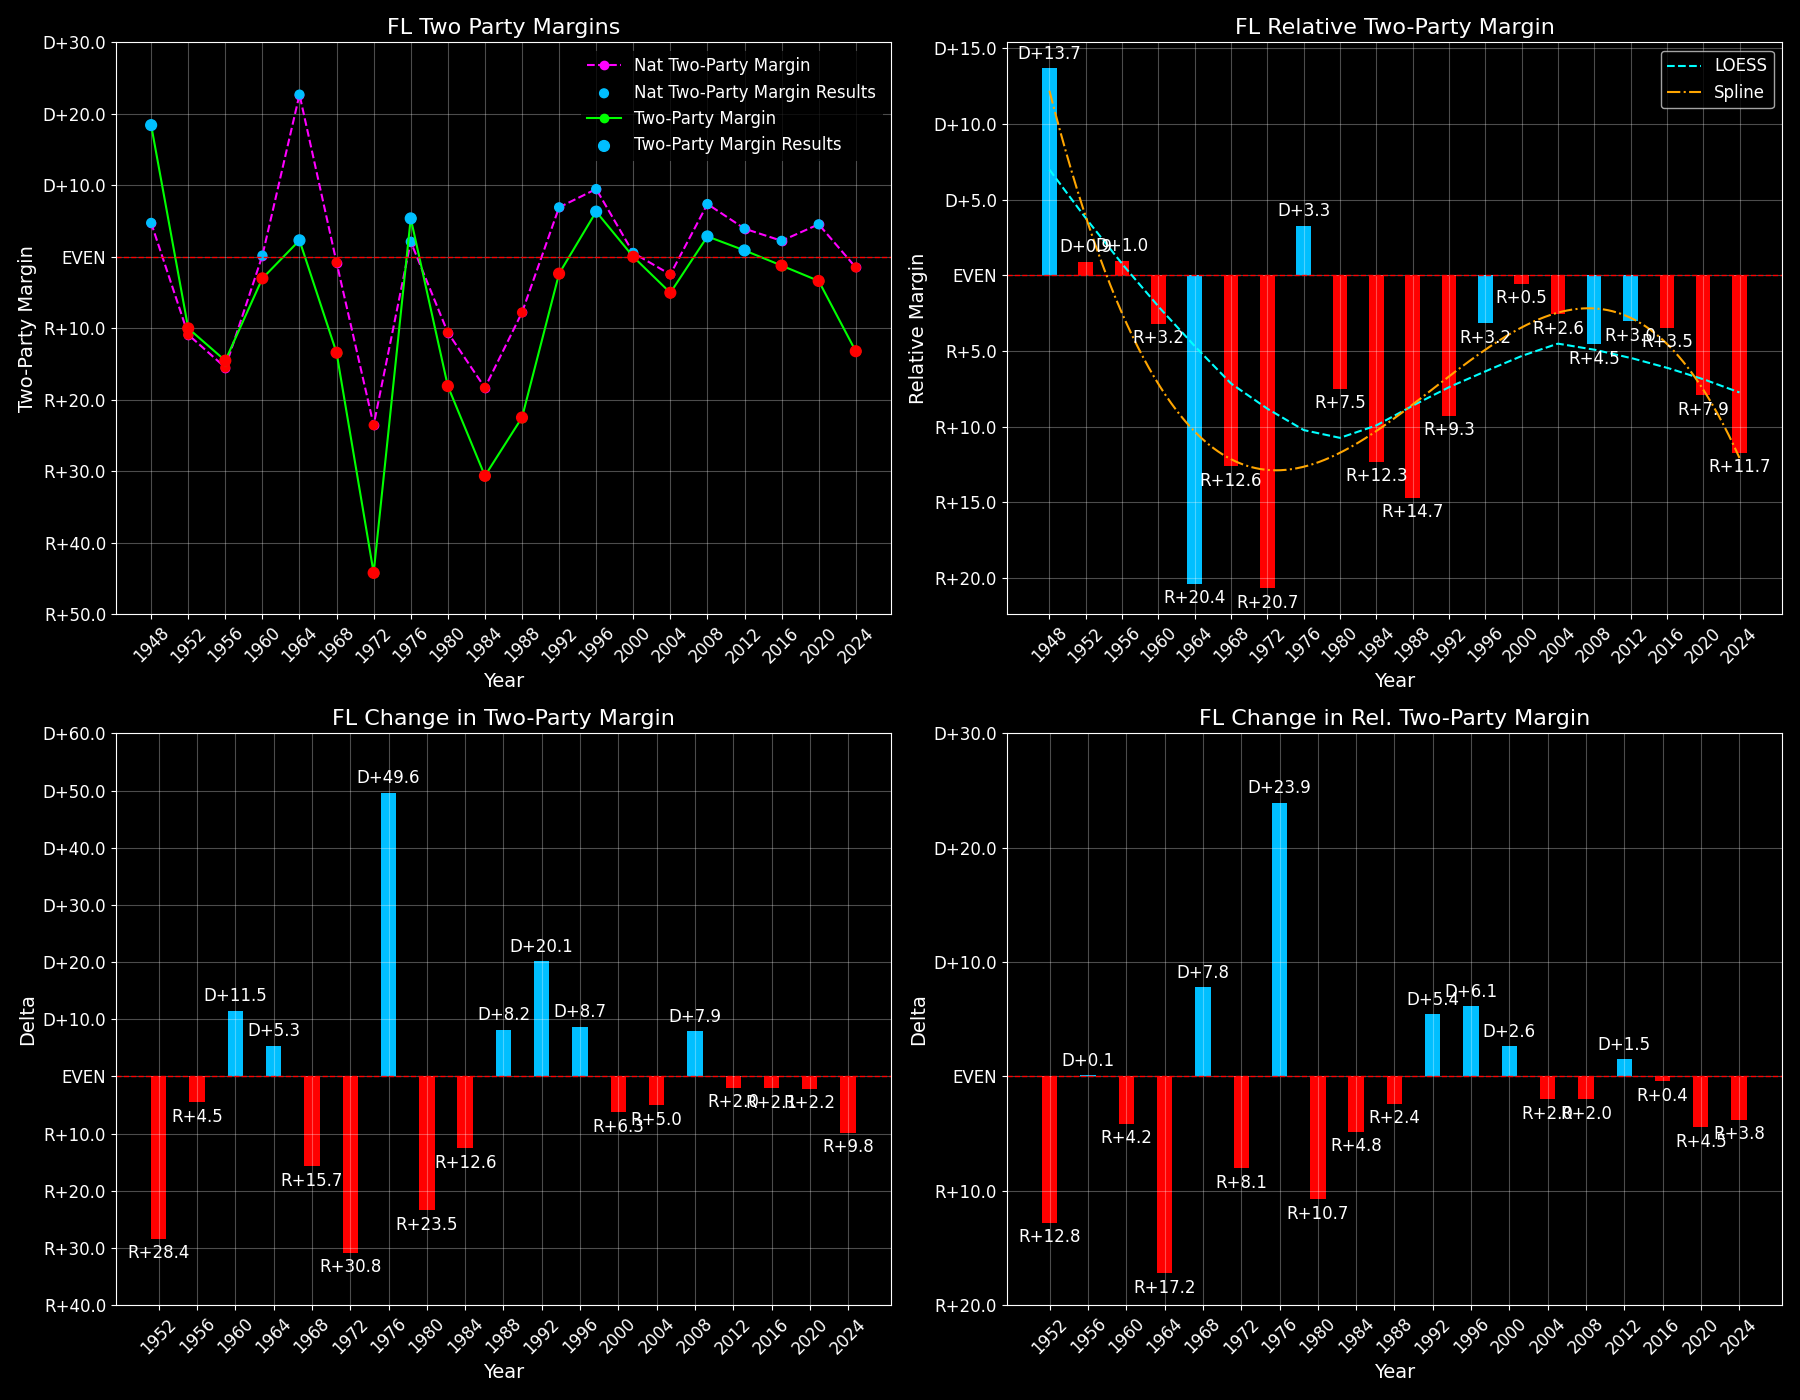 FL Two Party Margins
D+30.0
D+20.0
D+10.0
EVEN
R+10.0
R+20.0
R+30.0
R+40.0
R+50.0
Two-Party Margin
Nat Two-Party Margin
Nat Two-Party Margin Results
Two-Party Margin
Two-Party Margin Results
1948 1952 1956 1960 1964 1968 1972 1976 1980 1984 1988 1992 1996 2000 2004 2008 2012 2016 2020 2024
Year
FL Relative Two-Party Margin
D+15.0
D+10.0
D+5.0
EVEN
R+5.0
R+10.0
R+15.0
R+20.0
Relative Margin
LOESS
Spline
D+13.7
D+0.9
D+1.0
R+3.2
R+20.4
R+12.6
R+20.7
D+3.3
R+7.5
R+12.3
R+14.7
R+9.3
R+3.2
R+0.5
R+2.6
R+4.5
R+3.0
R+3.5
R+7.9
R+11.7
1948 1952 1956 1960 1964 1968 1972 1976 1980 1984 1988 1992 1996 2000 2004 2008 2012 2016 2020 2024
Year
FL Change in Two-Party Margin
D+60.0
D+50.0
D+40.0
D+30.0
D+20.0
D+10.0
EVEN
R+10.0
R+20.0
R+30.0
R+40.0
Delta
R+28.4
R+4.5
D+11.5
D+5.3
R+15.7
R+30.8
D+49.6
R+23.5
R+12.6
D+8.2
D+20.1
D+8.7
R+6.3
R+5.0
D+7.9
R+2.0
R+2.1
R+2.2
R+9.8
1952 1956 1960 1964 1968 1972 1976 1980 1984 1988 1992 1996 2000 2004 2008 2012 2016 2020 2024
Year
FL Change in Rel. Two-Party Margin
D+30.0
D+20.0
D+10.0
EVEN
R+10.0
R+20.0
Delta
R+12.8
D+0.1
R+4.2
R+17.2
D+7.8
R+8.1
D+23.9
R+10.7
R+4.8
R+2.4
D+5.4
D+6.1
D+2.6
R+2.0
R+2.0
D+1.5
R+0.4
R+4.5
R+3.8
1952 1956 1960 1964 1968 1972 1976 1980 1984 1988 1992 1996 2000 2004 2008 2012 2016 2020 2024
Year